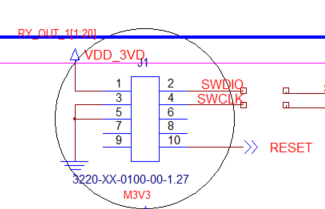 RY_OUT_1[1:20]
VDD_3VD
J1
1 2 SWDIO
3 4 SWCLK
5 6
7 8
9 10 RESET
3220-XX-0100-00-1.27
M3V3